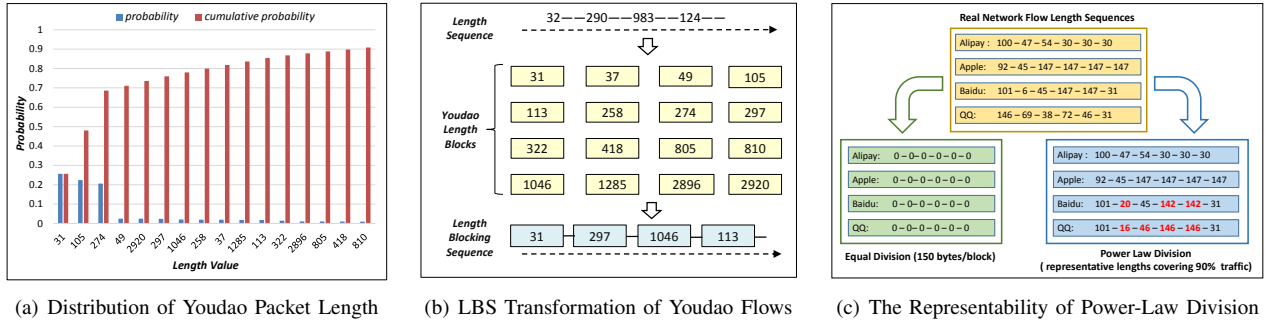 probability
cumulative probability
1
0.9
0.8
0.7
0.6
0.5
0.4
0.3
0.2
0.1
0
Probability
31 105 274 49 2920 297 1046 258 37 1285 113 322 2896 805 418 810
Length Value
(a) Distribution of Youdao Packet Length
Length
Sequence
32——290——983——124——
31 37 49 105
113 258 274 297
322 418 805 810
1046 1285 2896 2920
Youdao
Length
Blocks
Length
Blocking
Sequence
31 297 1046 113
(b) LBS Transformation of Youdao Flows
Real Network Flow Length Sequences
Alipay : 100 – 47 – 54 – 30 – 30 – 30
Apple: 92 – 45 – 147 – 147 – 147 – 147
Baidu: 101 – 6 – 45 – 147 – 147 – 31
QQ: 146 – 69 – 38 – 72 – 46 – 31
Alipay: 0 – 0– 0 – 0 – 0 – 0
Apple: 0 – 0– 0 – 0 – 0 – 0
Baidu: 0 – 0– 0 – 0 – 0 – 0
QQ: 0 – 0– 0 – 0 – 0 – 0
Equal Division (150 bytes/block)
Alipay : 100 – 47 – 54 – 30 – 30 – 30
Apple: 92 – 45 – 147 – 147 – 147 – 147
Baidu: 101 – 20 – 45 – 142 – 142 – 31
QQ: 101 – 16 – 46 – 146 – 146 – 31
Power Law Division
( representative lengths covering 90% traffic)
(c) The Representability of Power-Law Division